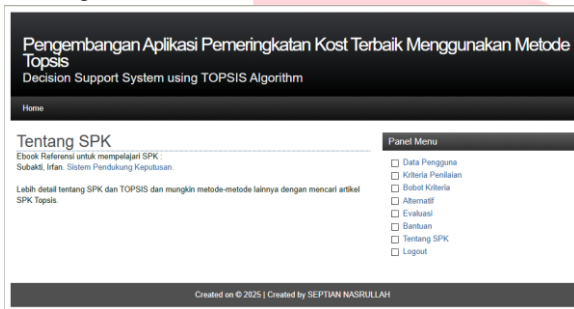 Pengembangan Aplikasi Pemeringkatan Kost Terbaik Menggunakan Metode
Topsis
Decision Support System using TOPSIS Algorithm
Home
Tentang SPK
Ebook Referensi untuk mempelajari SPK :
Subakti, Irfan. Sistem Pendukung Keputusan.
Lebih detail tentang SPK dan TOPSIS dan mungkin metode-metode lainnya dengan mencari artikel
SPK Topsis.
Panel Menu
Data Pengguna
Kriteria Penilaian
Bobot Kriteria
Alternatif
Evaluasi
Bantuan
Tentang SPK
Logout
Created on © 2025 | Created by SEPTIAN NASRULLAH